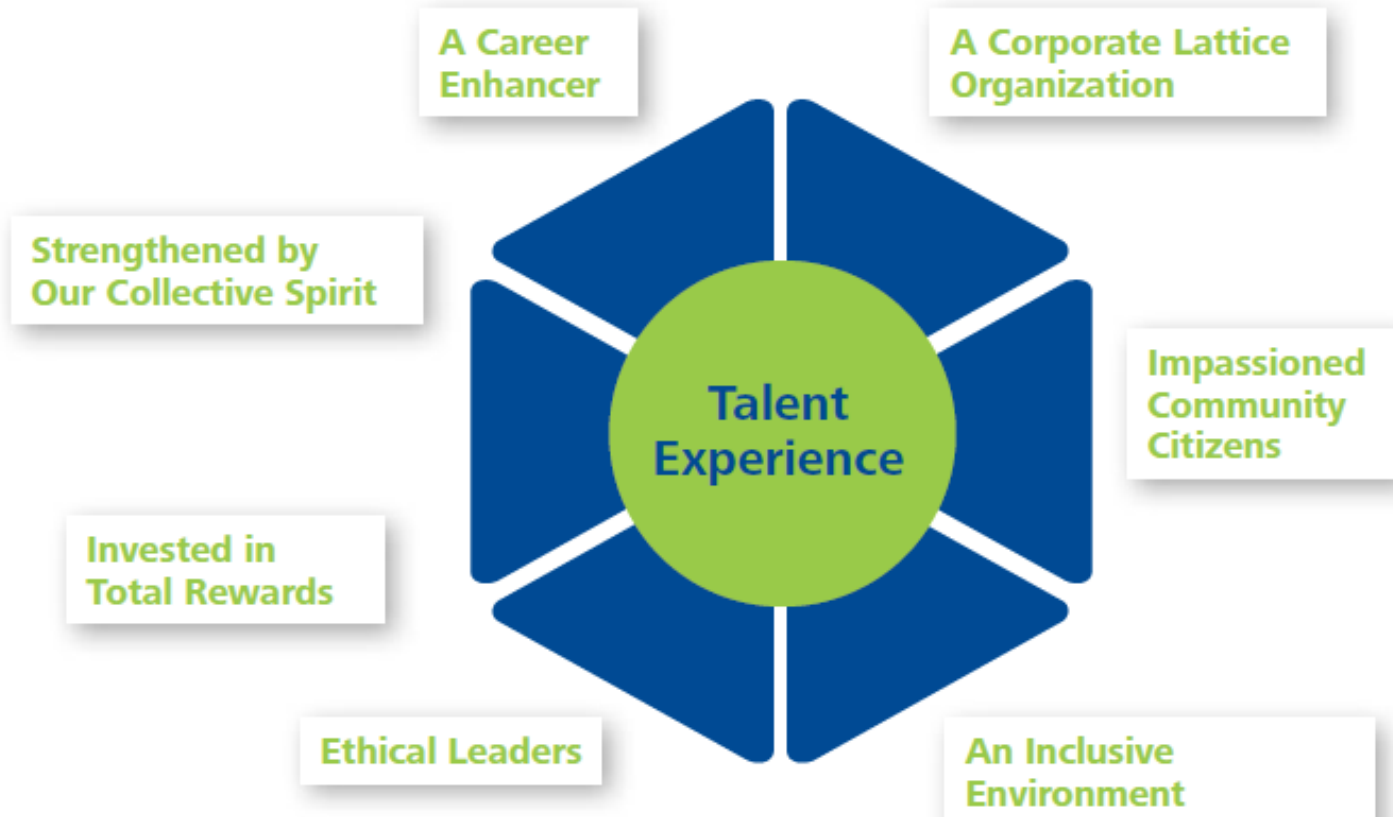 A Career
Enhancer
A Corporate Lattice
Organization
Strengthened by
Our Collective Spirit
Impassioned
Community
Citizens
Talent
Experience
Invested in
Total Rewards
Ethical Leaders
An Inclusive
Environment